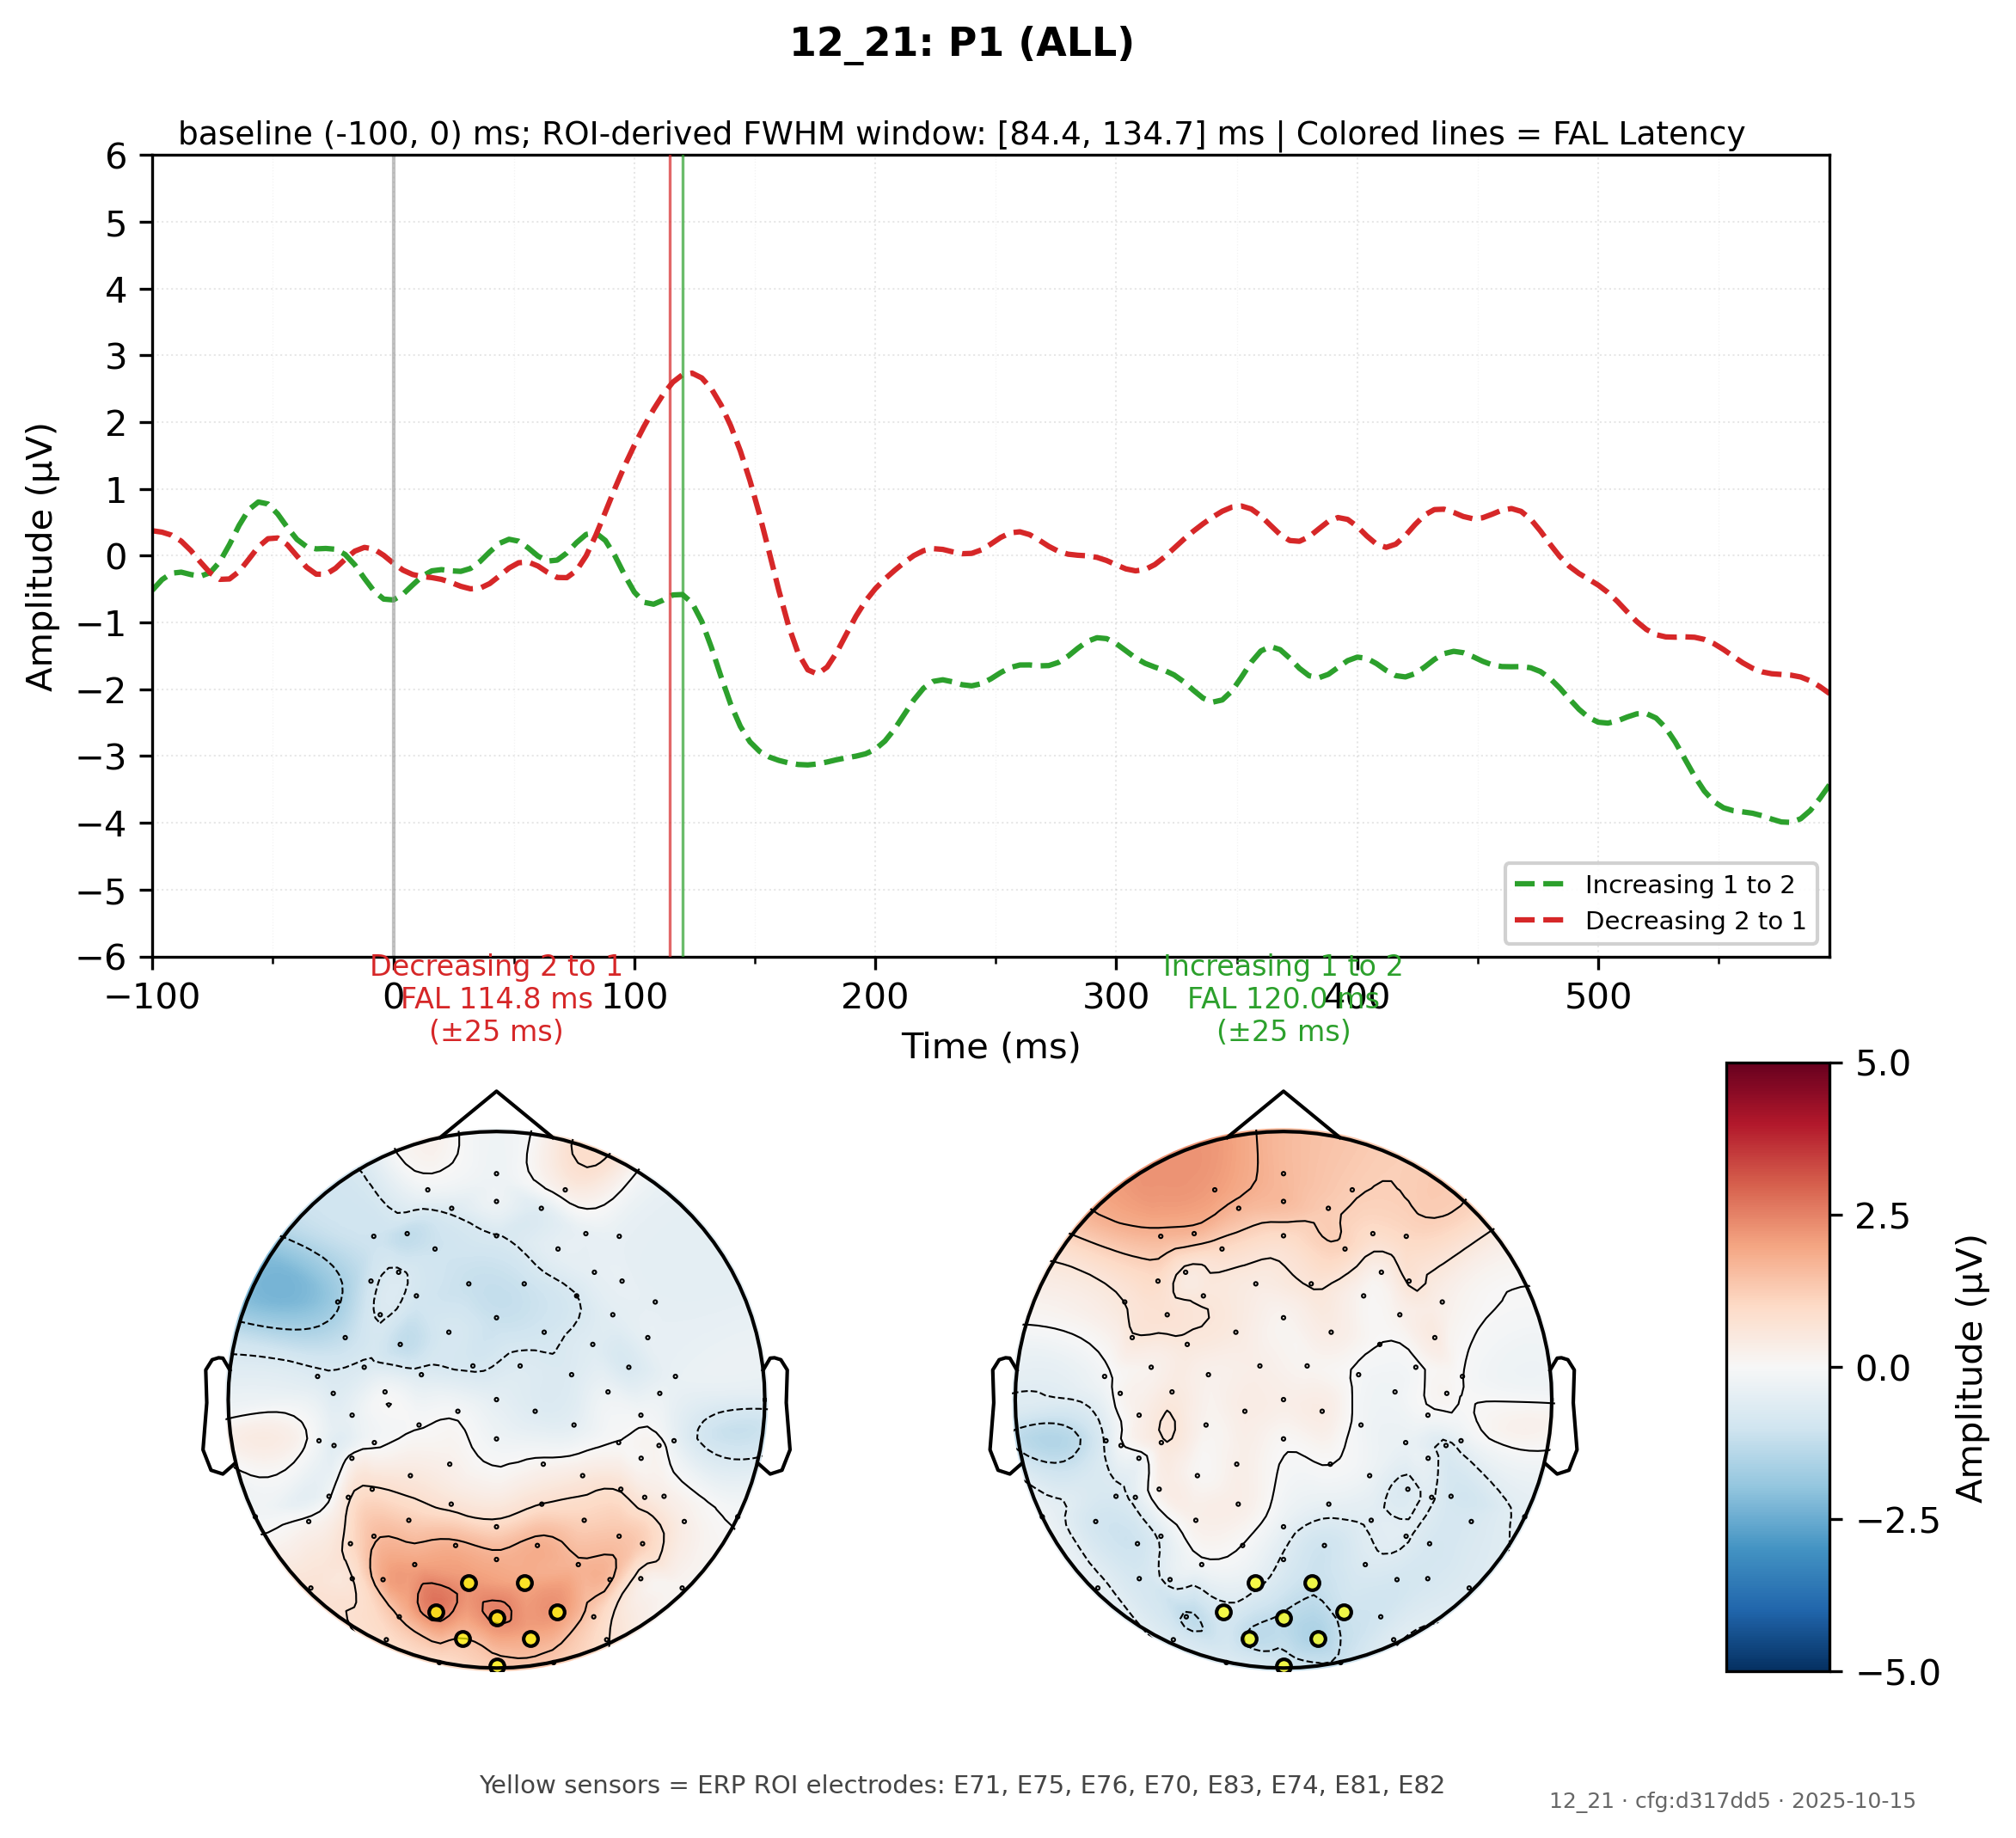 12_21: P1 (ALL)
baseline (-100, 0) ms; ROI-derived FWHM window: [84.4, 134.7] ms | Colored lines = FAL Latency
6
5
4
3
2
1
0
−1
−2
−3
−4
−5
−6
Amplitude (µV)
Increasing 1 to 2
Decreasing 2 to 1
−100 0 100 200 300 400 500
Time (ms)
Decreasing 2 to 1
FAL 114.8 ms
(±25 ms)
Increasing 1 to 2
FAL 120.0 ms
(±25 ms)
5.0
2.5
0.0
−2.5
−5.0
Amplitude (µV)
Yellow sensors = ERP ROI electrodes: E71, E75, E76, E70, E83, E74, E81, E82
12_21 · cfg:d317dd5 · 2025-10-15